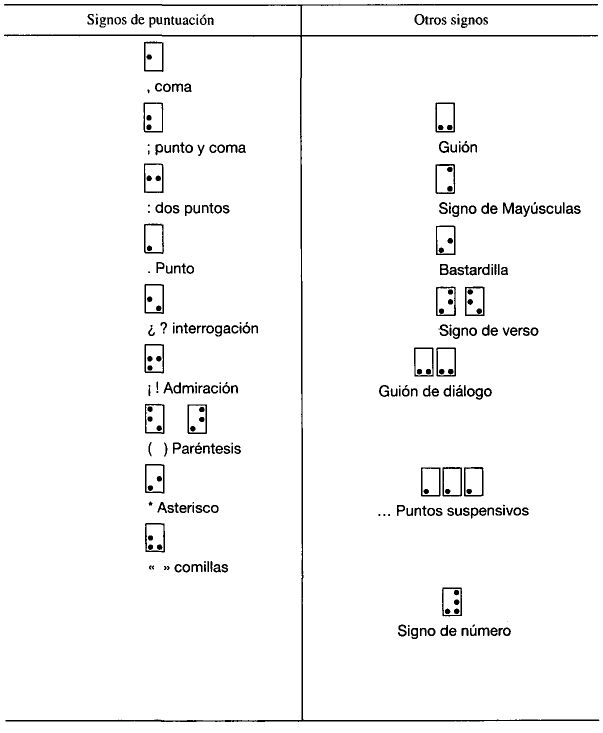 Signos de puntuación
Otros signos
, coma
; punto y coma
: dos puntos
. Punto
¿ ? interrogación
¡ ! Admiración
( ) Paréntesis
* Asterisco
« » comillas
Guión
Signo de Mayúsculas
Bastardilla
Signo de verso
Guión de diálogo
... Puntos suspensivos
Signo de número